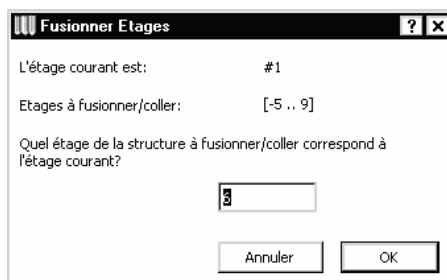 Fusionner Etages
? X
L'étage courant est: #1
Etages à fusionner/coller: [-5 .. 9]
Quel étage de la structure à fusionner/coller correspond à
l'étage courant?
6
Annuler OK